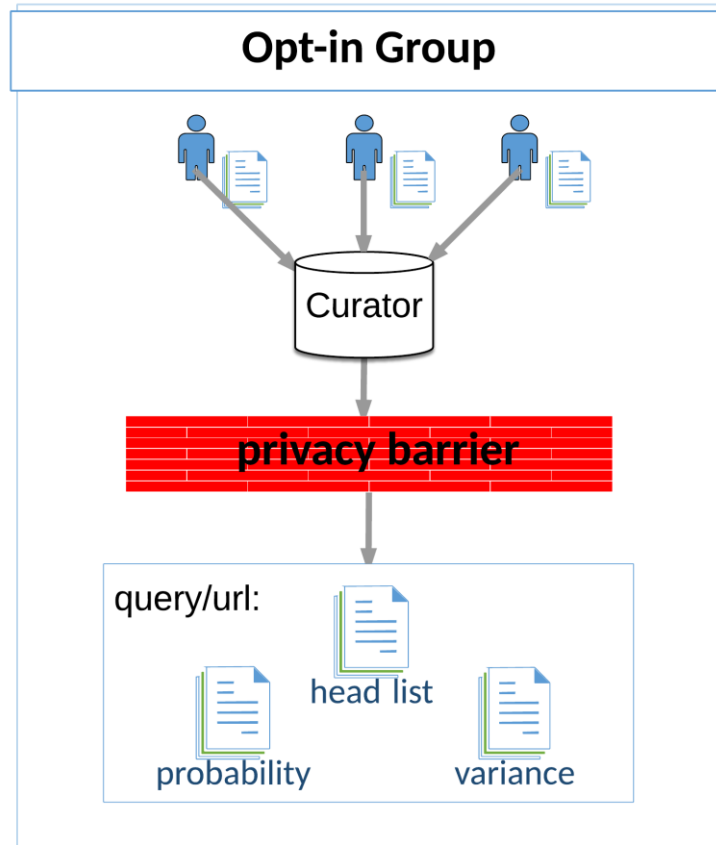 Opt-in Group
Curator
privacy barrier
query/url:
head list
probability
variance